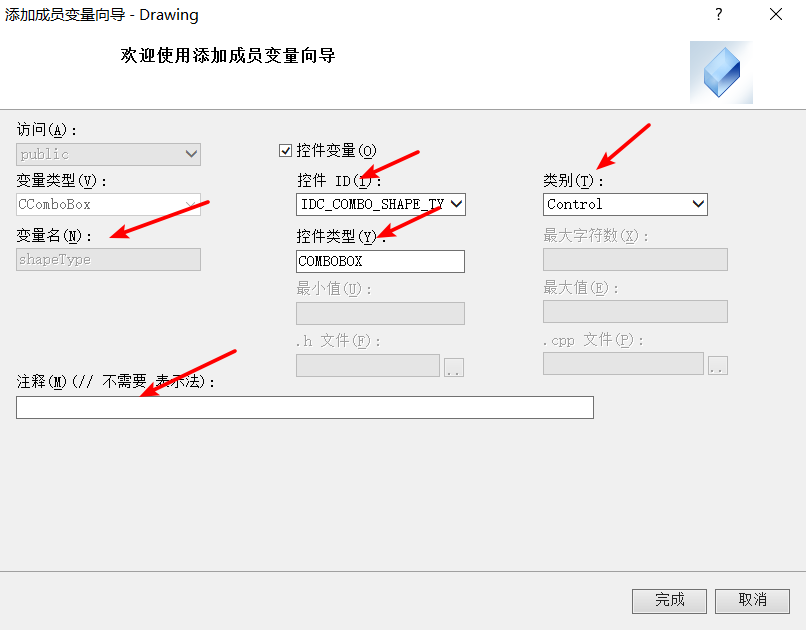 添加成员变量向导 - Drawing
欢迎使用添加成员变量向导
访问(A):
public
控件变量(O)
变量类型(V):
CComboBox
控件 ID(I):
IDC_COMBO_SHAPE_TY
类别(T):
Control
变量名(N):
shapeType
控件类型(Y):
COMBOBOX
最大字符数(X):
最小值(U):
最大值(E):
.h 文件(F):
..
.cpp 文件(P):
..
注释(M)(// 不需要 表示法):
完成
取消